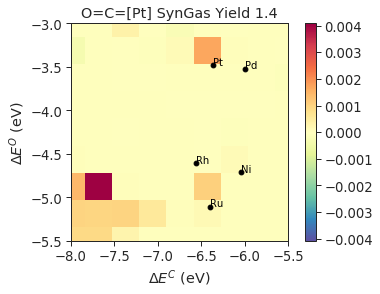 O=C=[Pt] SynGas Yield 1.4
−3.0
−3.5
−4.0
−4.5
−5.0
−5.5
ΔE^O (eV)
Pt
Pd
Rh
Ni
Ru
−8.0 −7.5 −7.0 −6.5 −6.0 −5.5
ΔE^C (eV)
0.004
0.003
0.002
0.001
0.000
−0.001
−0.002
−0.003
−0.004